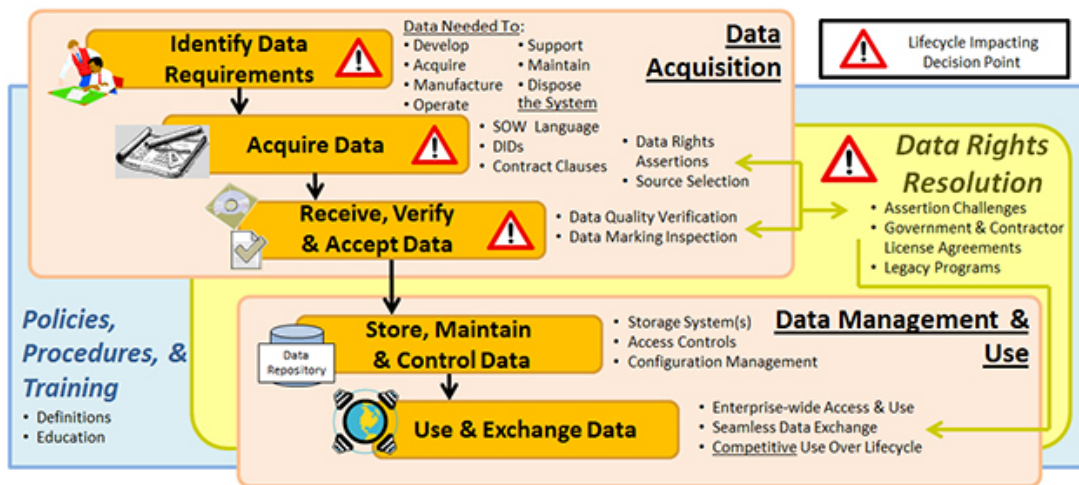 Data Acquisition
Identify Data
Requirements
Data Needed To:
• Develop
• Acquire
• Manufacture
• Operate
• Support
• Maintain
• Dispose
the System
Lifecycle Impacting
Decision Point
Acquire Data
• SOW Language
• DIDs
• Contract Clauses
• Data Rights
Assertions
• Source Selection
Receive, Verify
& Accept Data
• Data Quality Verification
• Data Marking Inspection
Data Rights
Resolution
• Assertion Challenges
• Government & Contractor
License Agreements
• Legacy Programs
Policies,
Procedures, &
Training
• Definitions
• Education
Data Management &
Use
Data
Repository
Store, Maintain
& Control Data
• Storage System(s)
• Access Controls
• Configuration Management
Use & Exchange Data
• Enterprise-wide Access & Use
• Seamless Data Exchange
• Competitive Use Over Lifecycle